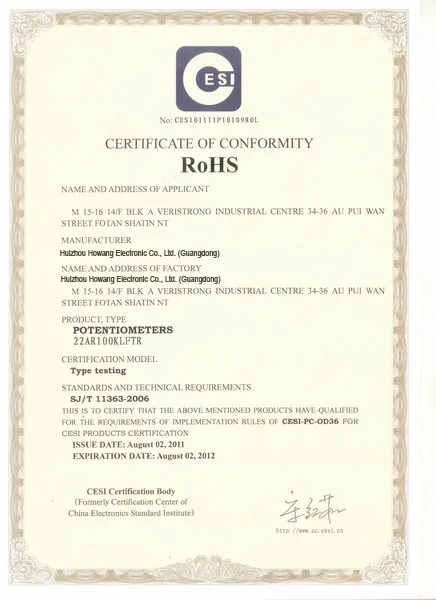 CESI
No: CES101111P10109R0L
CERTIFICATE OF CONFORMITY
RoHS
NAME AND ADDRESS OF APPLICANT
M 15-16 14/F BLK A VERISTRONG INDUSTRIAL CENTRE 34-36 AU PUI WAN
STREET FOTAN SHATIN NT
MANUFACTURER
Huizhou Howang Electronic Co., Ltd. (Guangdong)
NAME AND ADDRESS OF FACTORY
Huizhou Howang Electronic Co., Ltd. (Guangdong)
M 15-16 14/F BLK A VERISTRONG INDUSTRIAL CENTRE 34-36 AU PUI WAN
STREET FOTAN SHATIN NT
PRODUCT, TYPE
POTENTIOMETERS
22AR100KLFTR
CERTIFICATION MODEL
Type testing
STANDARDS AND TECHNICAL REQUIREMENTS
SJ/T 11363-2006
THIS IS TO CERTIFY THAT THE ABOVE MENTIONED PRODUCTS HAVE QUALIFIED
FOR THE REQUIREMENTS OF IMPLEMENTATION RULES OF CESI-PC-OD36 FOR
CESI PRODUCTS CERTIFICATION
ISSUE DATE: August 02, 2011
EXPIRATION DATE: August 02, 2012
CESI Certification Body
(Formerly Certification Center of
China Electronics Standard Institute)
http://www.cc.cesi.cn